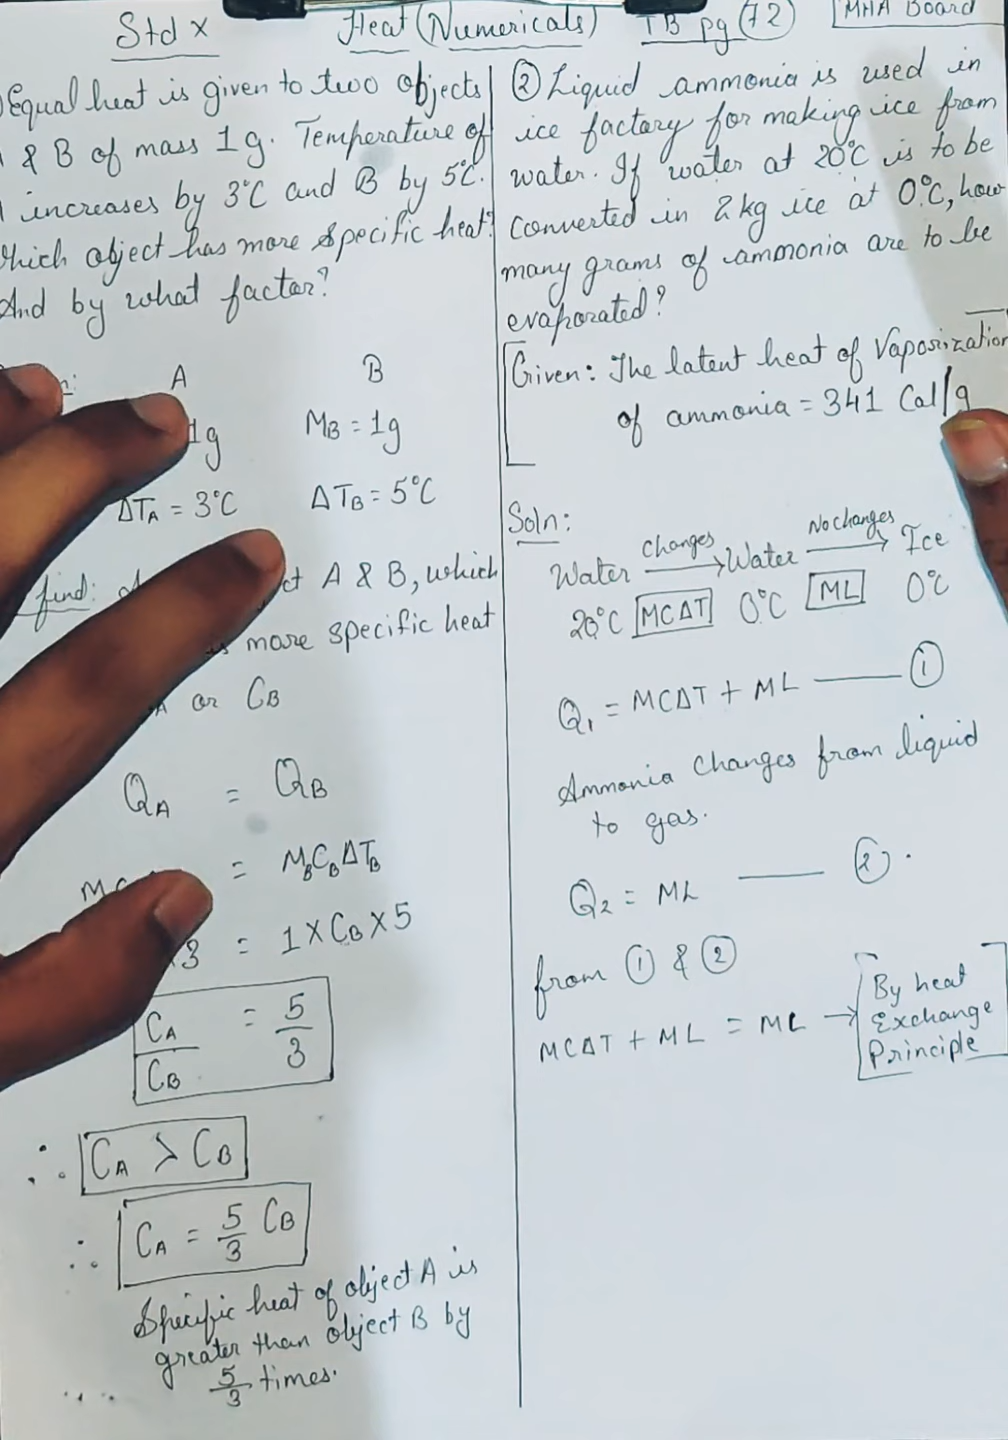 Std X Heat (Numericals) TB pg 72 MHA Board
Equal heat is given to two objects
& B of mass 1g. Temperature of
increases by 3°C and B by 5°C.
Which object has more specific heat?
And by what factor?
A B
1g MB = 1g
ΔTA = 3°C ΔTB = 5°C
find: A & B, which
more specific heat
or CB
QA = QB
= MBCBΔTB
3 = 1 X CB X 5
CA/CB = 5/3
∴ CA > CB
∴ CA = 5/3 CB
Specific heat of object A is
greater than object B by
5/3 times.
② Liquid ammonia is used in
ice factory for making ice from
water. If water at 20°C is to be
converted in 2 kg ice at 0°C, how
many grams of ammonia are to be
evaporated?
Given: The latent heat of Vaporization
of ammonia = 341 Cal/g
Soln:
Water Changes → Water No changes → Ice
20°C MCΔT 0°C ML 0°C
Q1 = MCΔT + ML —— ①
Ammonia Changes from liquid
to gas.
Q2 = ML —— ②.
from ① & ②
MCΔT + ML = ML → By heat
Exchange
Principle